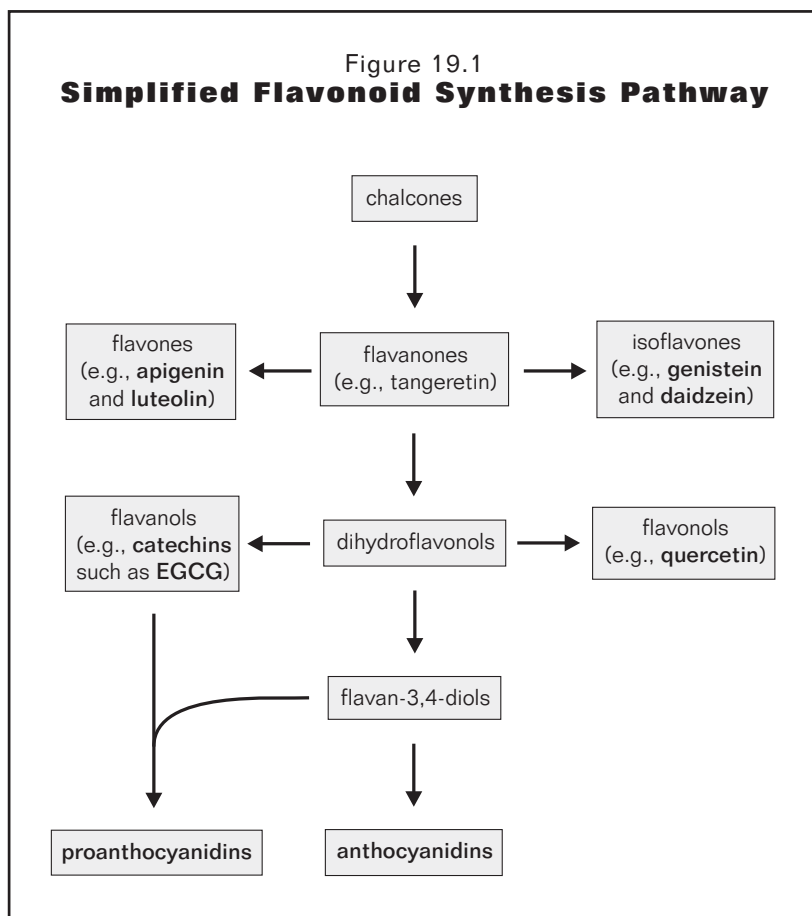 Figure 19.1
Simplified Flavonoid Synthesis Pathway
chalcones
flavones
(e.g., apigenin
and luteolin)
flavanones
(e.g., tangeretin)
isoflavones
(e.g., genistein
and daidzein)
flavanols
(e.g., catechins
such as EGCG)
dihydroflavonols
flavonols
(e.g., quercetin)
flavan-3,4-diols
proanthocyanidins
anthocyanidins